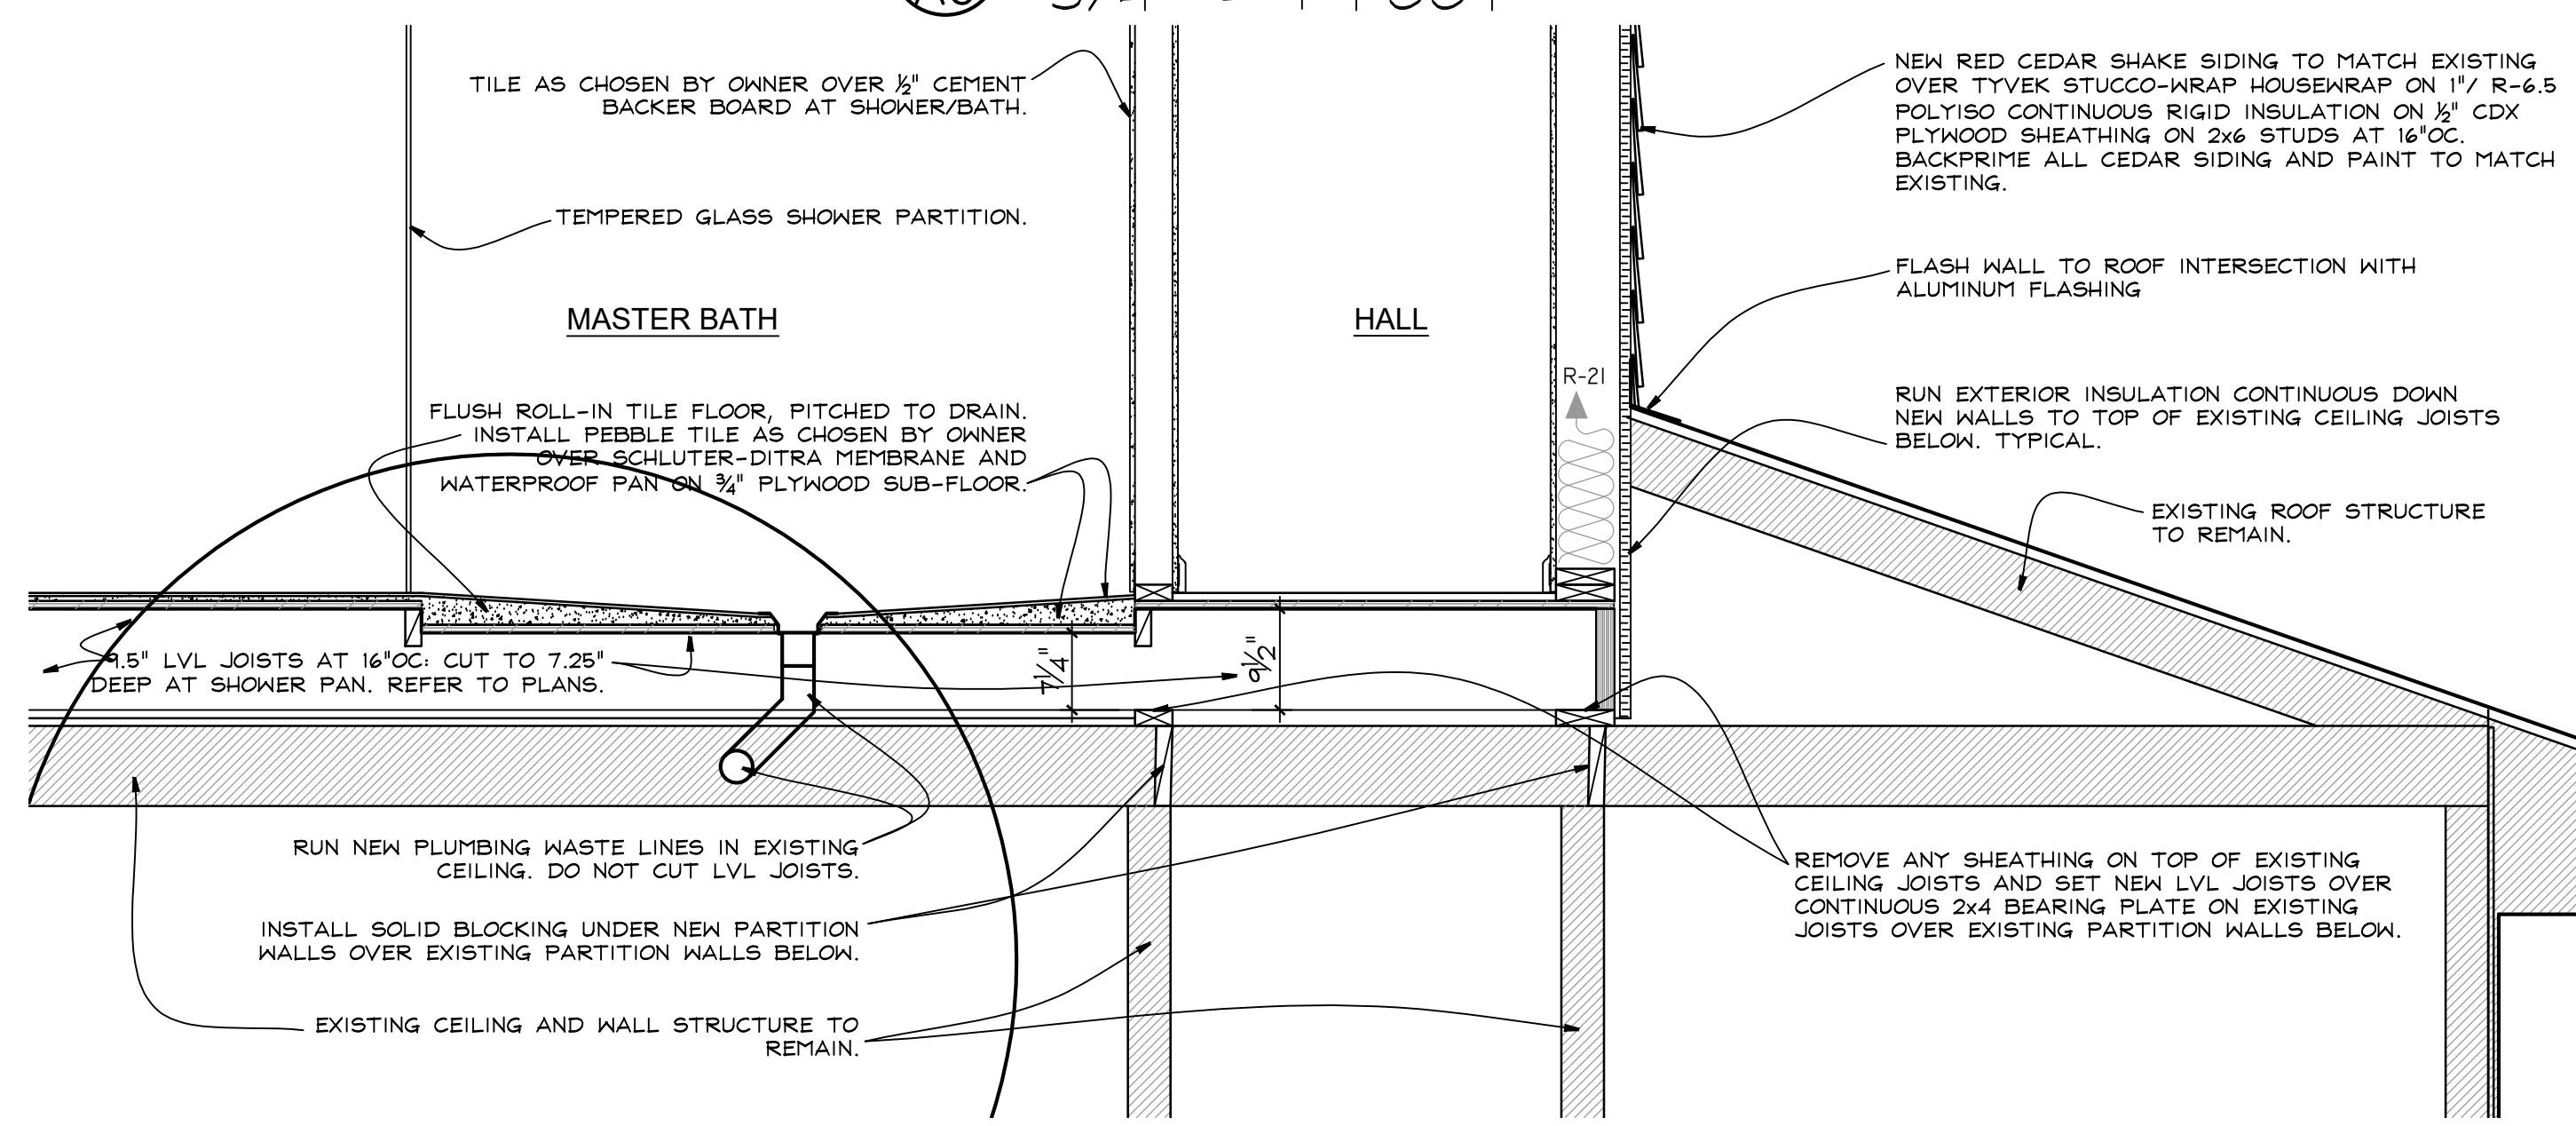 TILE AS CHOSEN BY OWNER OVER ½" CEMENT
BACKER BOARD AT SHOWER/BATH.
TEMPERED GLASS SHOWER PARTITION.
MASTER BATH
HALL
FLUSH ROLL-IN TILE FLOOR, PITCHED TO DRAIN.
INSTALL PEBBLE TILE AS CHOSEN BY OWNER
OVER SCHLUTER-DITRA MEMBRANE AND
WATERPROOF PAN ON ¾" PLYWOOD SUB-FLOOR.
R-21
NEW RED CEDAR SHAKE SIDING TO MATCH EXISTING
OVER TYVEK STUCCO-WRAP HOUSEWRAP ON 1"/ R-6.5
POLYISO CONTINUOUS RIGID INSULATION ON ½" CDX
PLYWOOD SHEATHING ON 2x6 STUDS AT 16"OC.
BACKPRIME ALL CEDAR SIDING AND PAINT TO MATCH
EXISTING.
FLASH WALL TO ROOF INTERSECTION WITH
ALUMINUM FLASHING
RUN EXTERIOR INSULATION CONTINUOUS DOWN
NEW WALLS TO TOP OF EXISTING CEILING JOISTS
BELOW. TYPICAL.
EXISTING ROOF STRUCTURE
TO REMAIN.
9.5" LVL JOISTS AT 16"OC: CUT TO 7.25"
DEEP AT SHOWER PAN. REFER TO PLANS.
7¼"
9½"
RUN NEW PLUMBING WASTE LINES IN EXISTING
CEILING. DO NOT CUT LVL JOISTS.
INSTALL SOLID BLOCKING UNDER NEW PARTITION
WALLS OVER EXISTING PARTITION WALLS BELOW.
EXISTING CEILING AND WALL STRUCTURE TO
REMAIN.
REMOVE ANY SHEATHING ON TOP OF EXISTING
CEILING JOISTS AND SET NEW LVL JOISTS OVER
CONTINUOUS 2x4 BEARING PLATE ON EXISTING
JOISTS OVER EXISTING PARTITION WALLS BELOW.